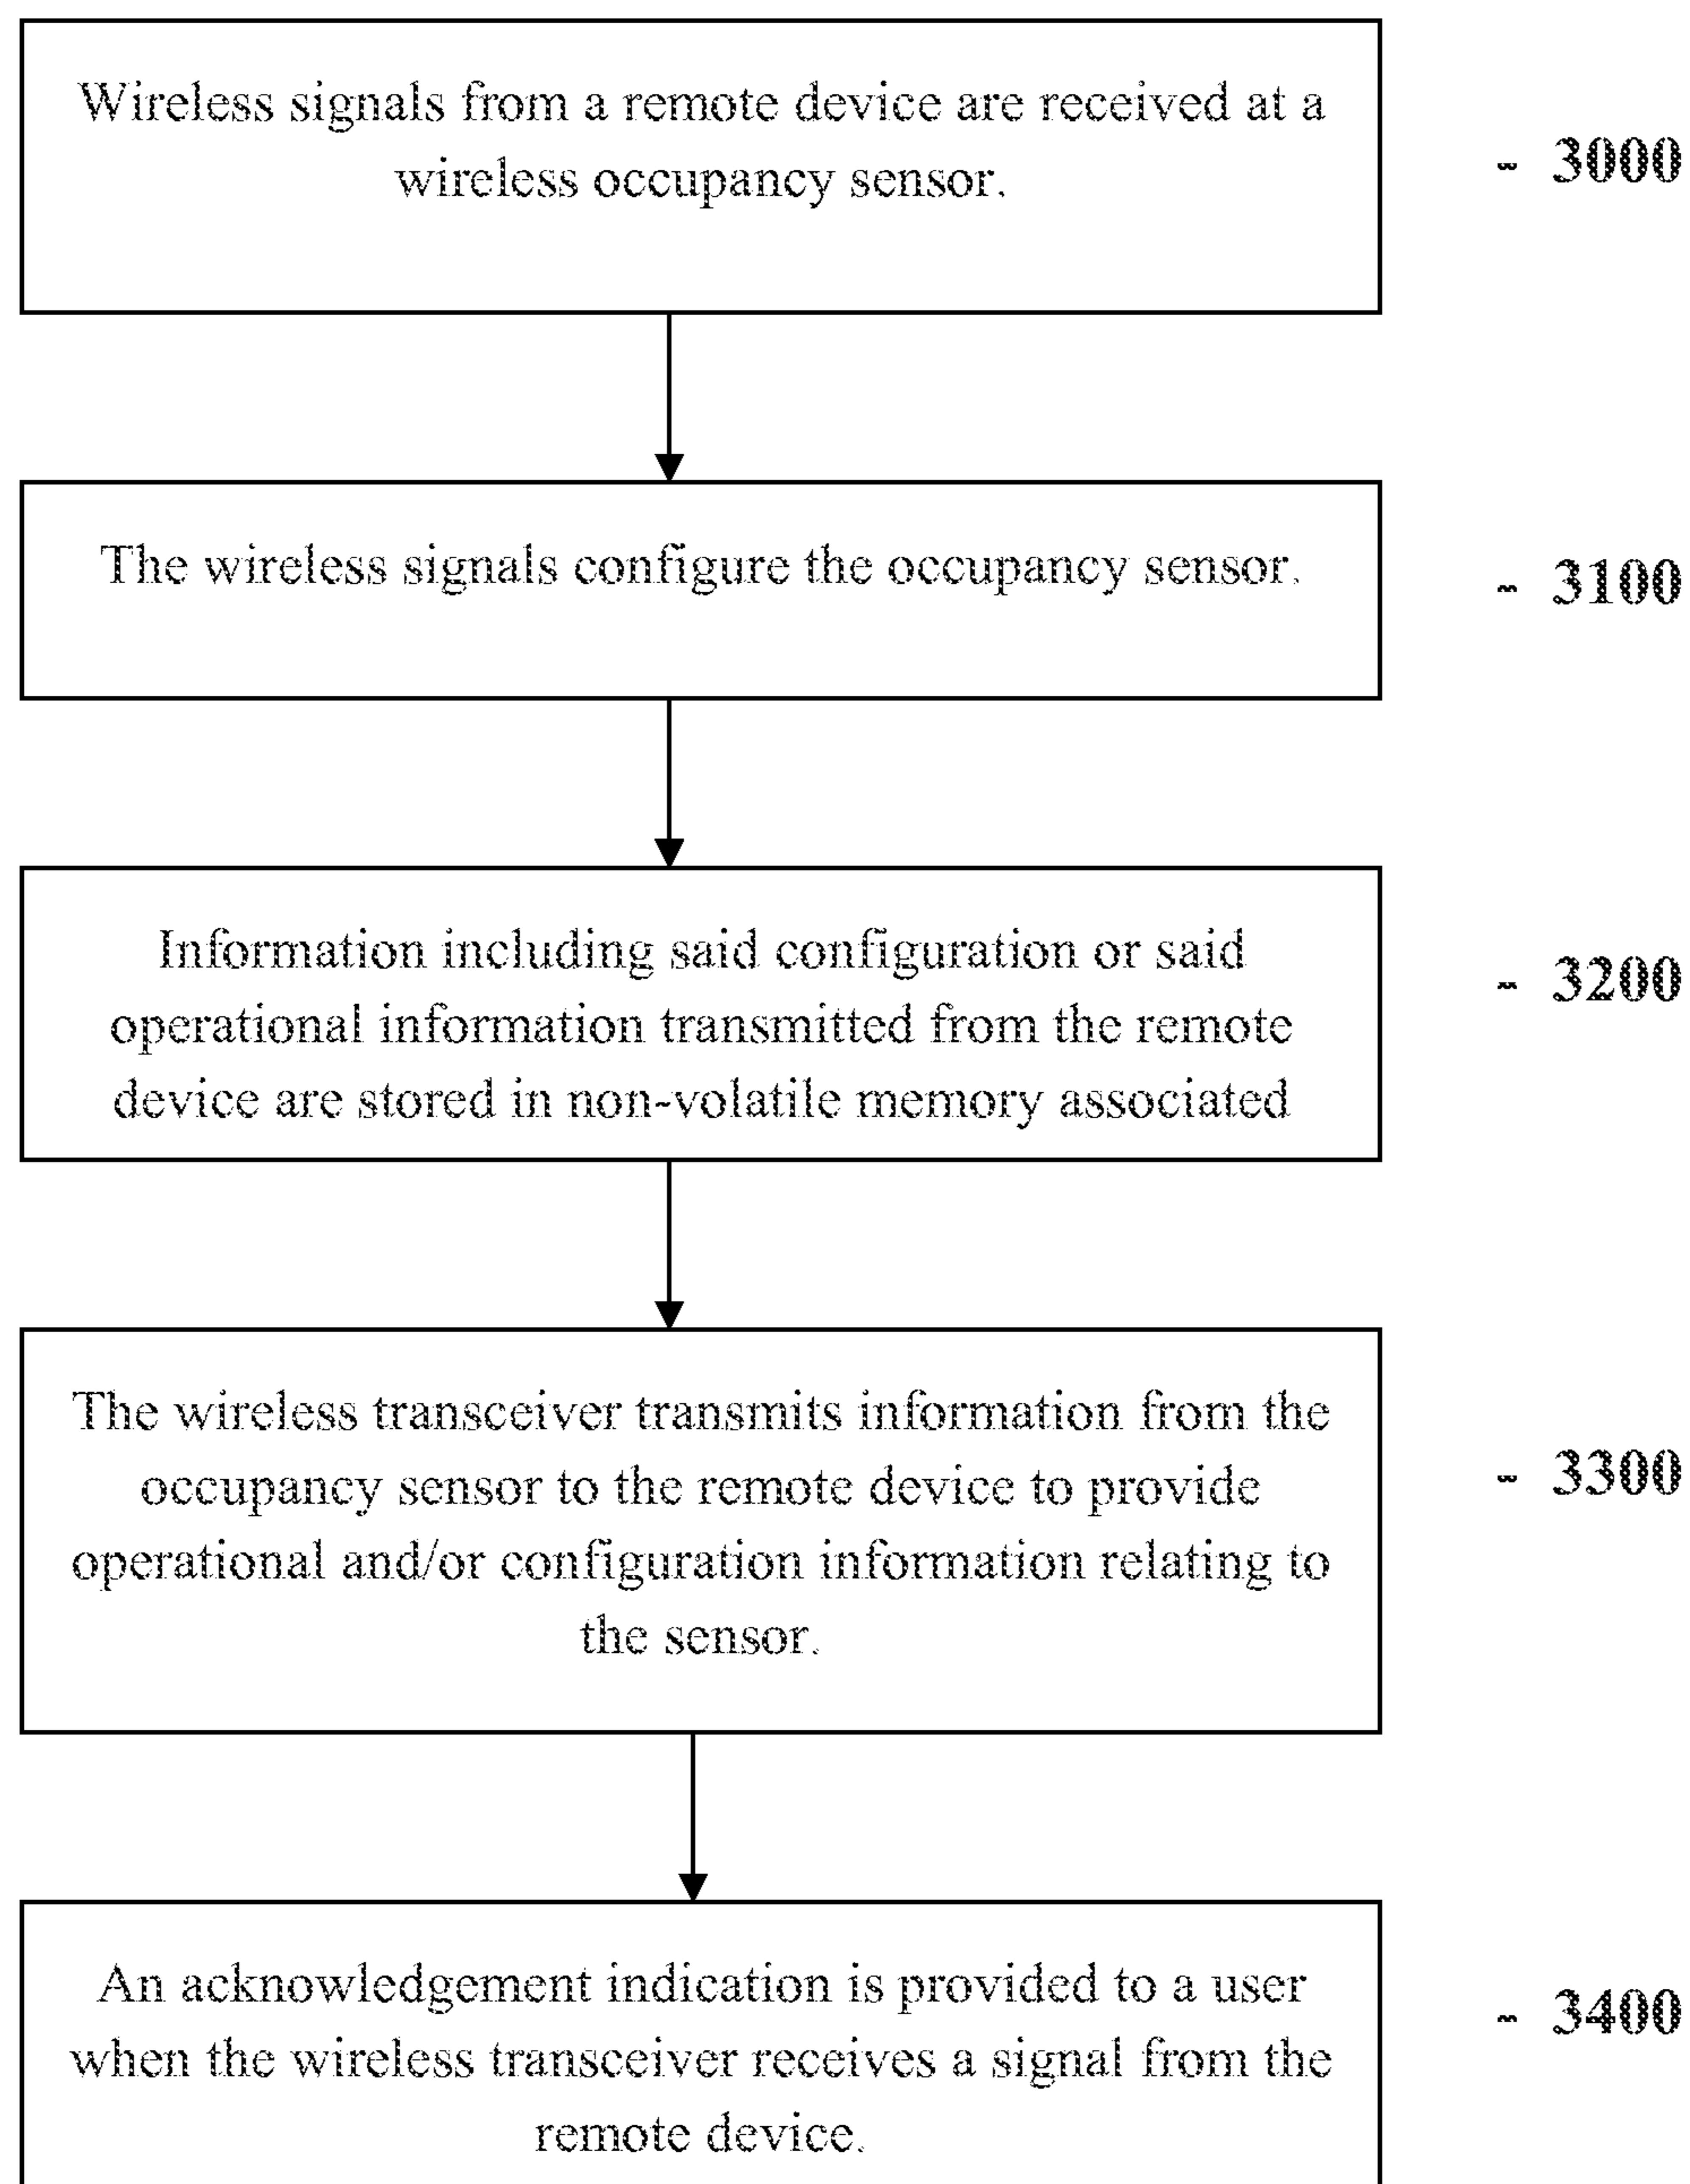 Wireless signals from a remote device are received at a
wireless occupancy sensor.
- 3000
The wireless signals configure the occupancy sensor.
- 3100
Information including said configuration or said
operational information transmitted from the remote
device are stored in non-volatile memory associated
- 3200
The wireless transceiver transmits information from the
occupancy sensor to the remote device to provide
operational and/or configuration information relating to
the sensor.
- 3300
An acknowledgement indication is provided to a user
when the wireless transceiver receives a signal from the
remote device.
- 3400